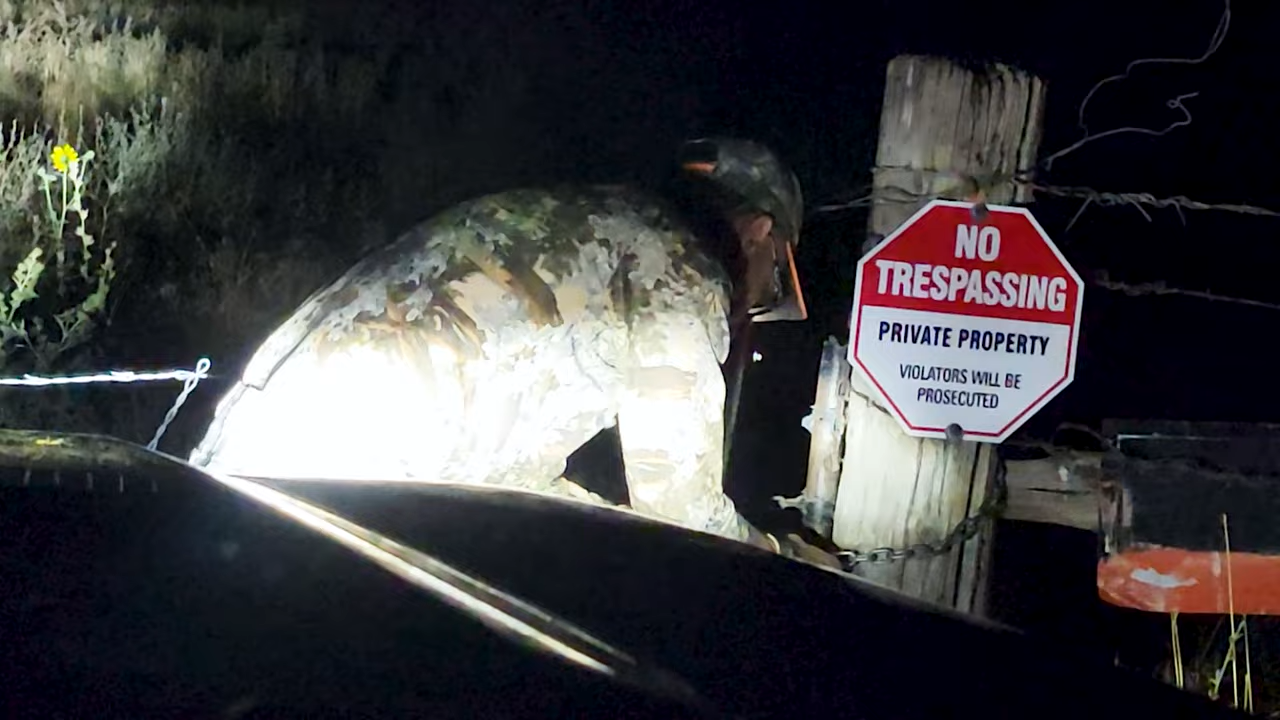 NO
TRESPASSING
PRIVATE PROPERTY
VIOLATORS WILL BE
PROSECUTED